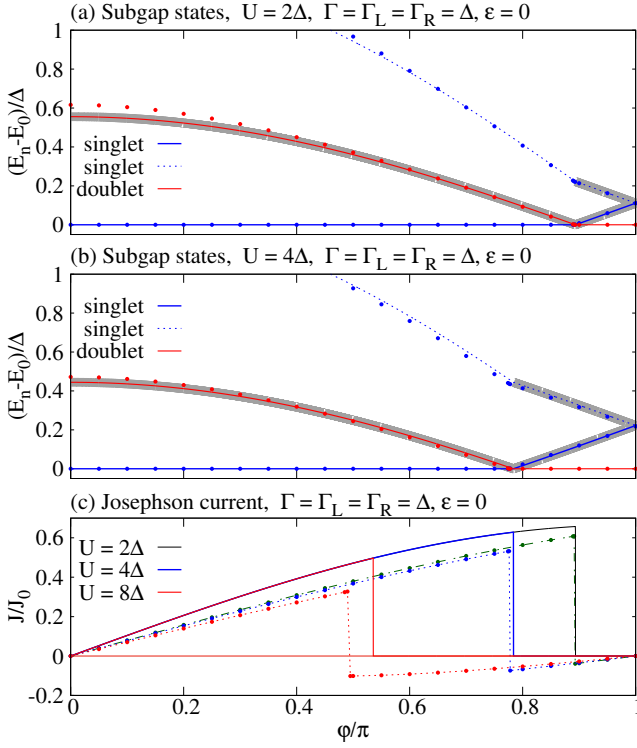 (a) Subgap states, U = 2Δ, Γ = Γ_L = Γ_R = Δ, ε = 0
1
0.8
0.6
0.4
0.2
0
(E_n-E_0)/Δ
singlet
singlet
doublet
(b) Subgap states, U = 4Δ, Γ = Γ_L = Γ_R = Δ, ε = 0
1
0.8
0.6
0.4
0.2
0
(E_n-E_0)/Δ
singlet
singlet
doublet
(c) Josephson current, Γ = Γ_L = Γ_R = Δ, ε = 0
0.6
0.4
0.2
0
-0.2
J/J_0
U = 2Δ
U = 4Δ
U = 8Δ
0 0.2 0.4 0.6 0.8 1
φ/π